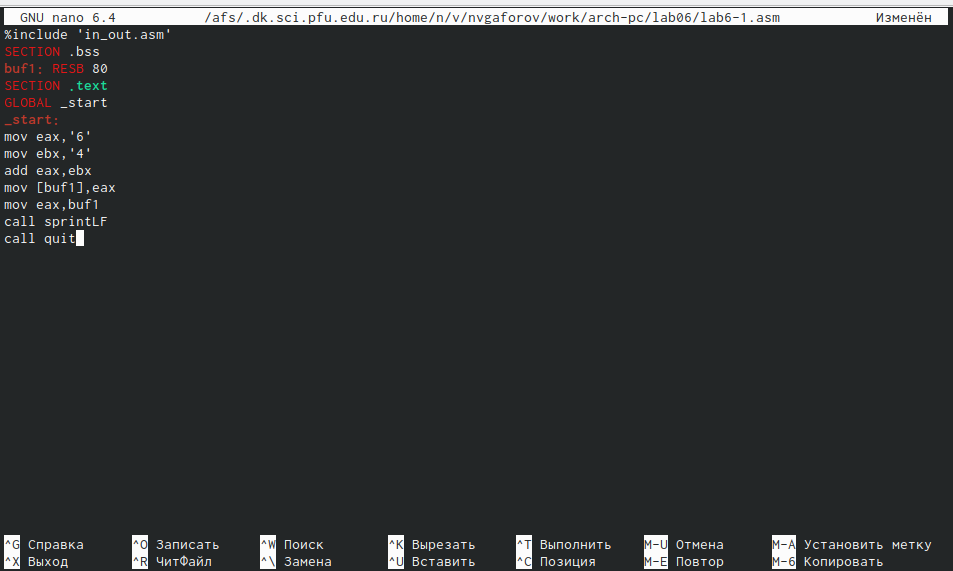 GNU nano 6.4 /afs/.dk.sci.pfu.edu.ru/home/n/v/nvgaforov/work/arch-pc/lab06/lab6-1.asm Изменён
%include 'in_out.asm'
SECTION .bss
buf1: RESB 80
SECTION .text
GLOBAL _start
_start:
mov eax,'6'
mov ebx,'4'
add eax,ebx
mov [buf1],eax
mov eax,buf1
call sprintLF
call quit
^G Справка ^O Записать ^W Поиск ^K Вырезать ^T Выполнить M-U Отмена M-A Установить метку
^X Выход ^R ЧитФайл ^\ Замена ^U Вставить ^C Позиция M-E Повтор M-6 Копировать